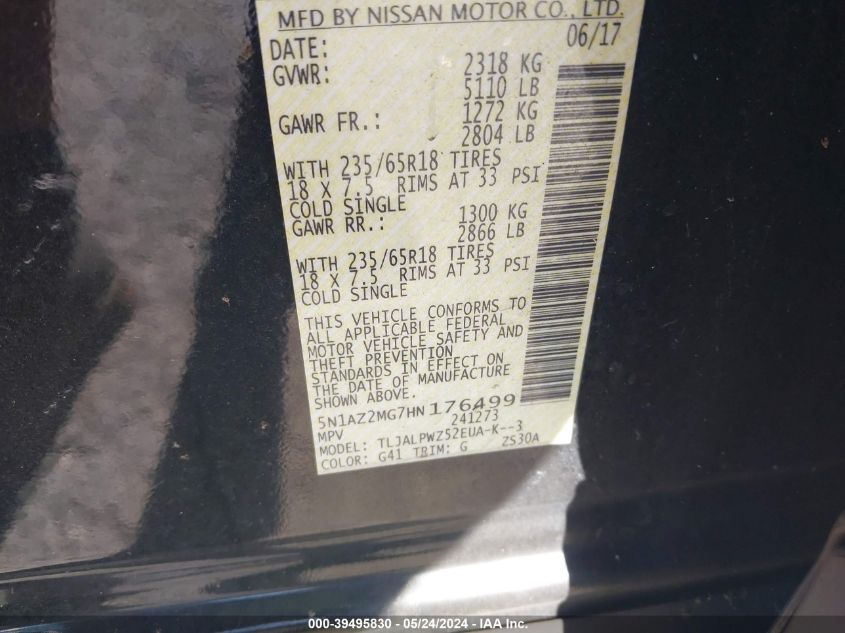 MFD BY NISSAN MOTOR CO., LTD.
DATE: 06/17
GVWR: 2318 KG
5110 LB
GAWR FR.: 1272 KG
2804 LB
WITH 235/65R18 TIRES
18 X 7.5 RIMS AT 33 PSI
COLD SINGLE
GAWR RR.: 1300 KG
2866 LB
WITH 235/65R18 TIRES
18 X 7.5 RIMS AT 33 PSI
COLD SINGLE
THIS VEHICLE CONFORMS TO
ALL APPLICABLE FEDERAL
MOTOR VEHICLE SAFETY AND
THEFT PREVENTION
STANDARDS IN EFFECT ON
THE DATE OF MANUFACTURE
SHOWN ABOVE.
5N1AZ2MG7HN176499
MPV 241273
MODEL: TLJALPWZ52EUA-K--3
COLOR: G41 TRIM: G ZS30A
000-39495830 - 05/24/2024 - IAA Inc.